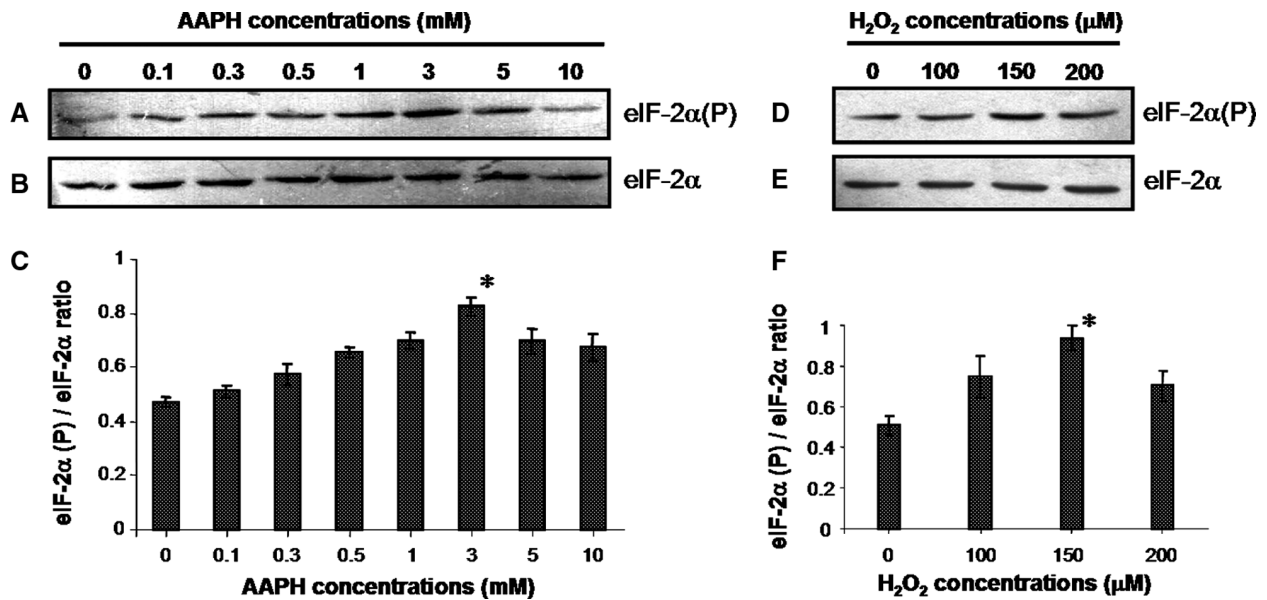 AAPH concentrations (mM)
0 0.1 0.3 0.5 1 3 5 10
A eIF-2α(P)
B eIF-2α
C
eIF-2α (P) / eIF-2α ratio
1
0.8
0.6
0.4
0.2
0
*
0 0.1 0.3 0.5 1 3 5 10
AAPH concentrations (mM)
H₂O₂ concentrations (μM)
0 100 150 200
D eIF-2α(P)
E eIF-2α
F
eIF-2α (P) / eIF-2α ratio
1
0.8
0.6
0.4
0.2
0
*
0 100 150 200
H₂O₂ concentrations (μM)